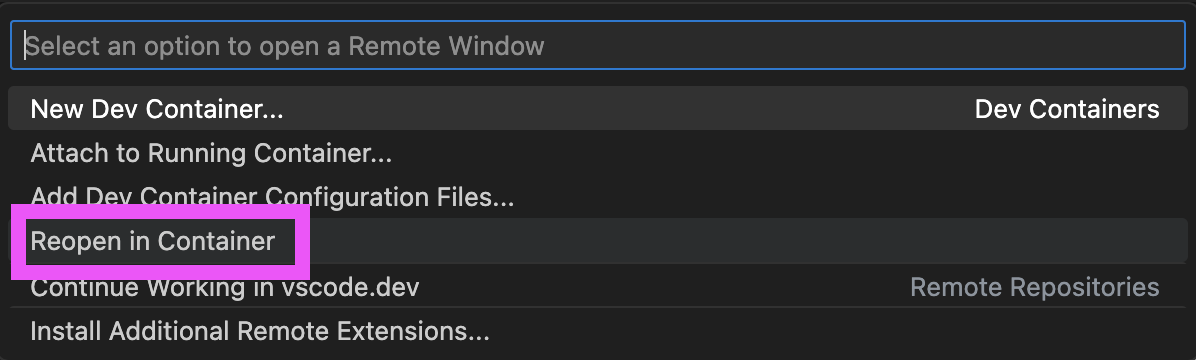 Select an option to open a Remote Window
New Dev Container... Dev Containers
Attach to Running Container...
Add Dev Container Configuration Files...
Reopen in Container
Continue Working in vscode.dev Remote Repositories
Install Additional Remote Extensions...